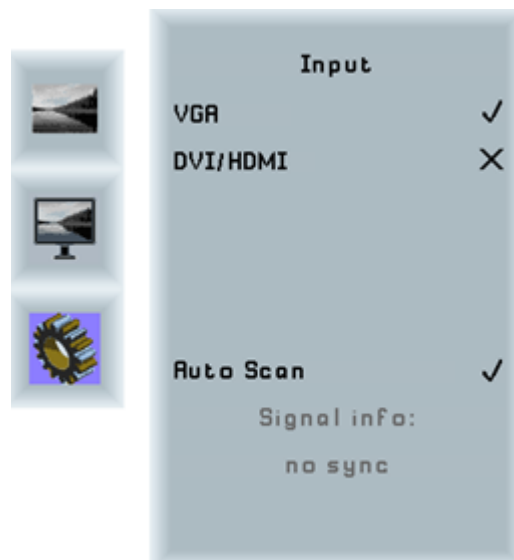 Input
VGA ✓
DVI/HDMI X
Auto Scan ✓
Signal info:
no sync